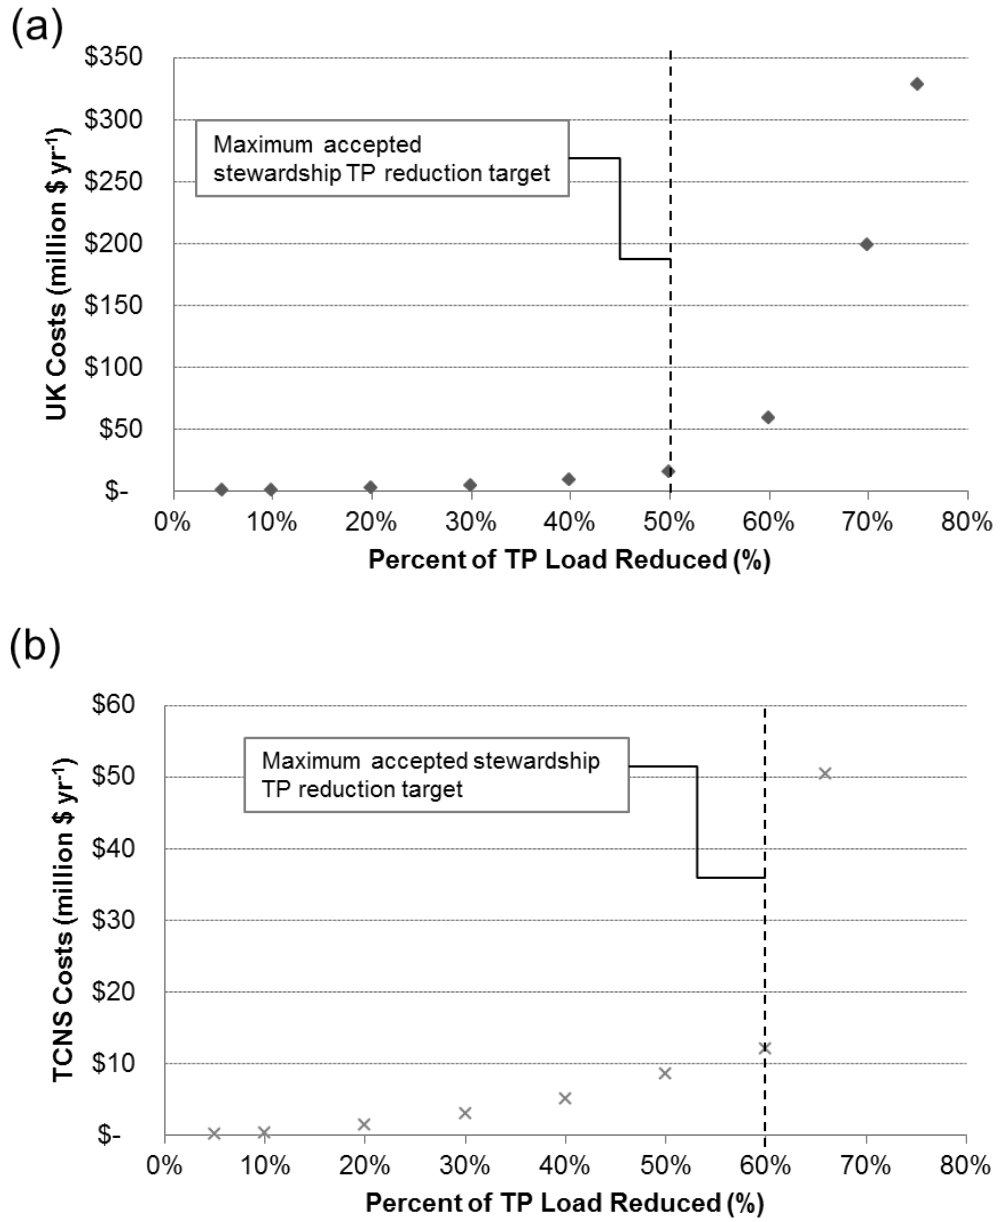 (a)
$350
$300
$250
$200
$150
$100
$50
$-
UK Costs (million $ yr-1)
Maximum accepted
stewardship TP reduction target
0% 10% 20% 30% 40% 50% 60% 70% 80%
Percent of TP Load Reduced (%)
(b)
$60
$50
$40
$30
$20
$10
$-
TCNS Costs (million $ yr-1)
Maximum accepted stewardship
TP reduction target
0% 10% 20% 30% 40% 50% 60% 70% 80%
Percent of TP Load Reduced (%)